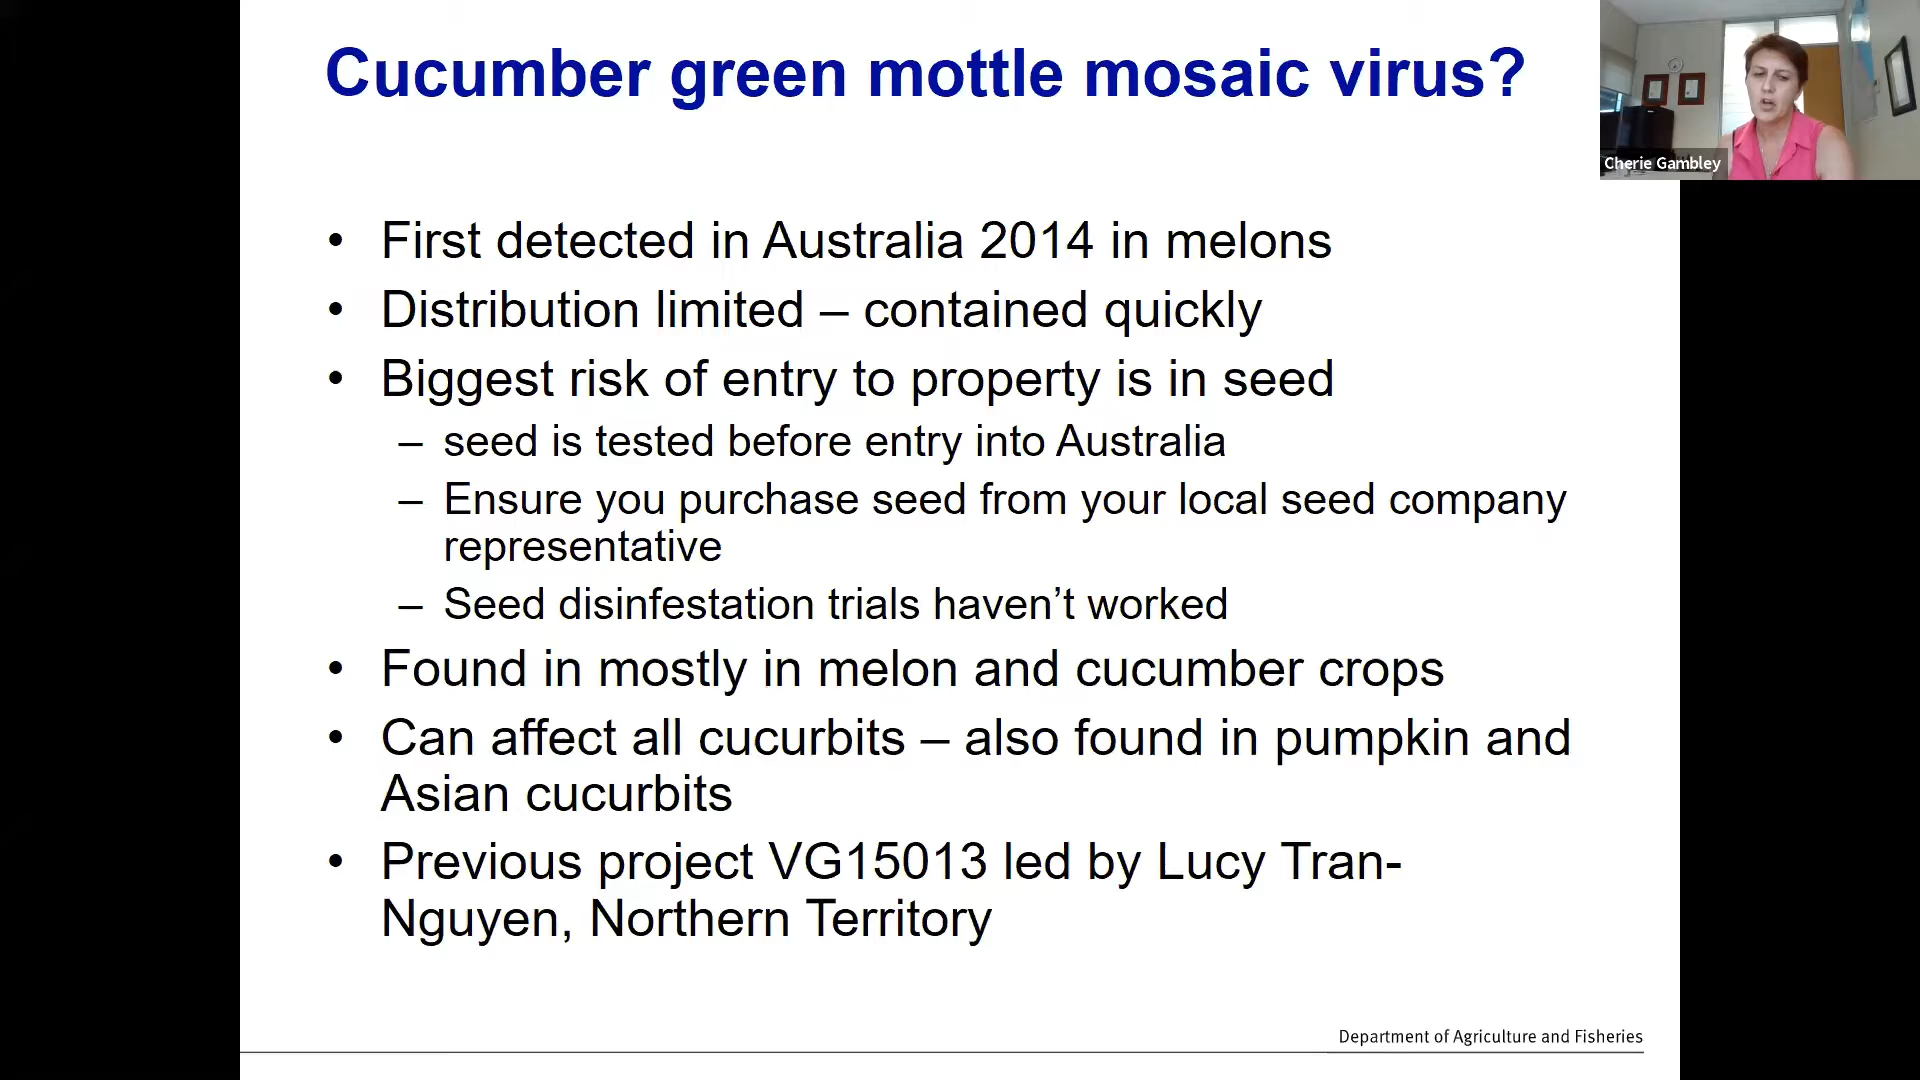 Cucumber green mottle mosaic virus?
Cherie Gambley
• First detected in Australia 2014 in melons
• Distribution limited – contained quickly
• Biggest risk of entry to property is in seed
– seed is tested before entry into Australia
– Ensure you purchase seed from your local seed company
representative
– Seed disinfestation trials haven’t worked
• Found in mostly in melon and cucumber crops
• Can affect all cucurbits – also found in pumpkin and
Asian cucurbits
• Previous project VG15013 led by Lucy Tran-
Nguyen, Northern Territory
Department of Agriculture and Fisheries